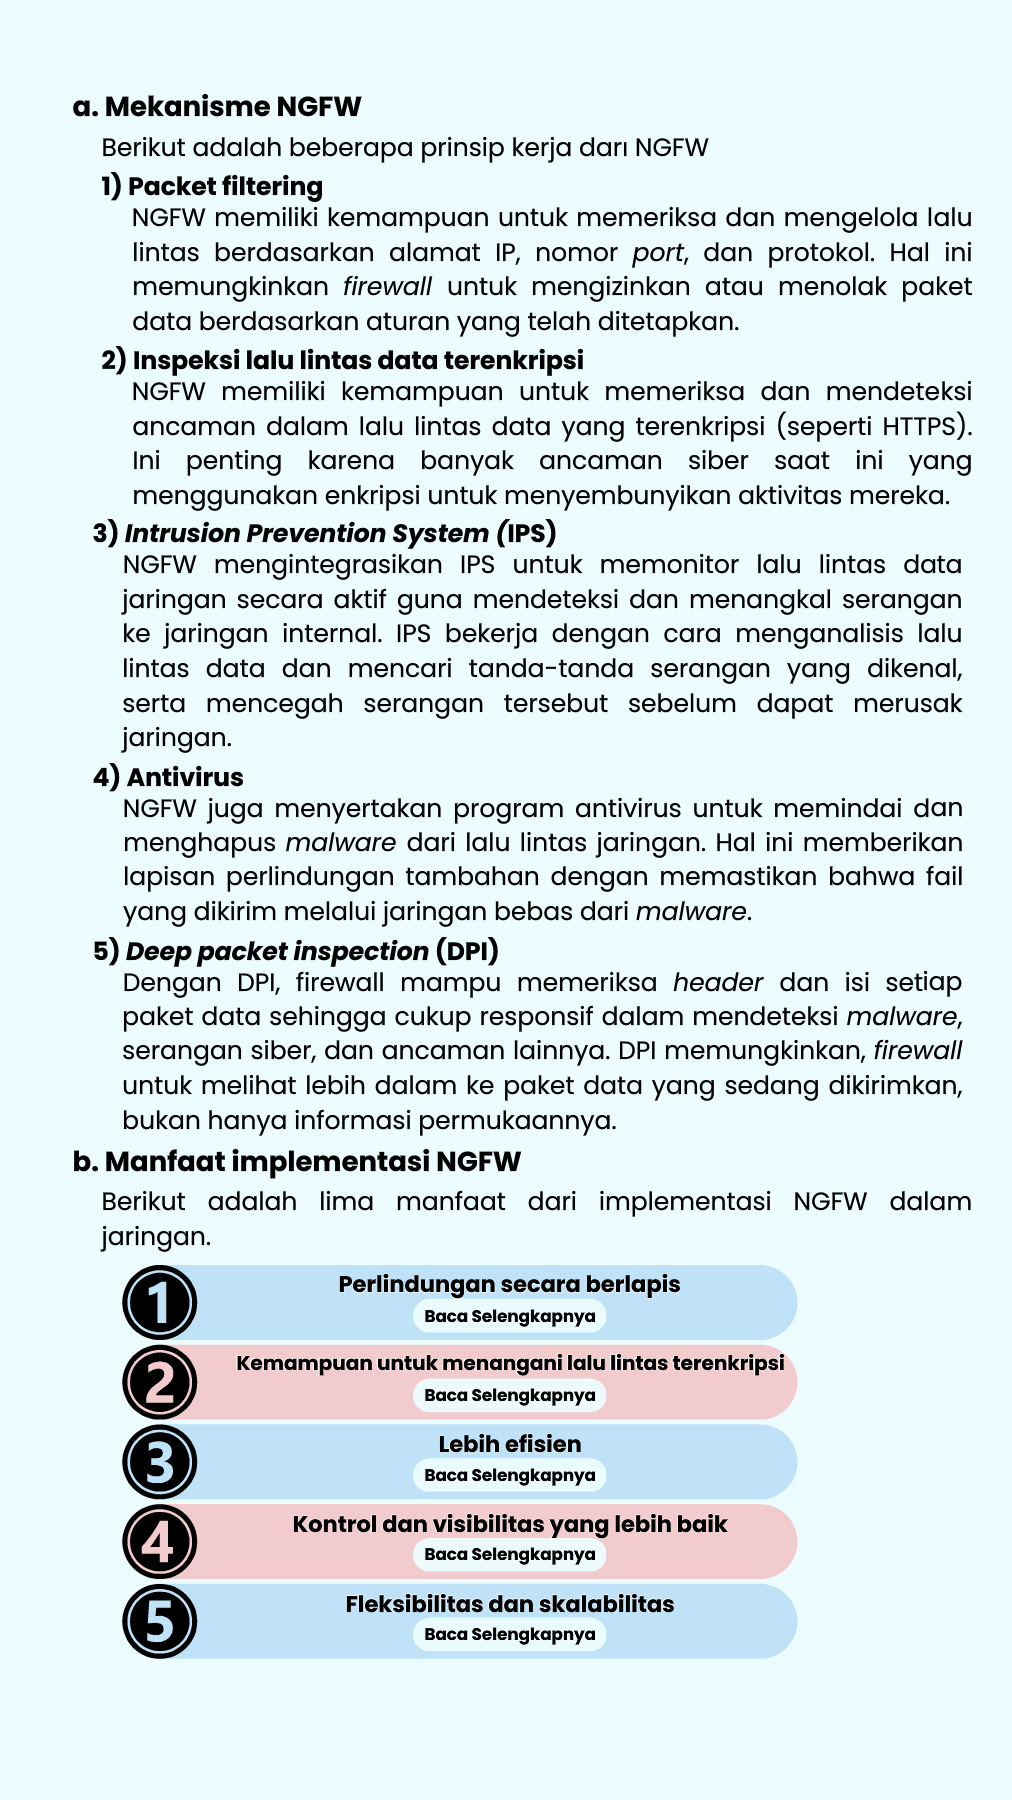 a. Mekanisme NGFW
Berikut adalah beberapa prinsip kerja darı NGFW
1) Packet filtering
NGFW memiliki kemampuan untuk memeriksa dan mengelola lalu
lintas berdasarkan alamat IP, nomor port, dan protokol. Hal ini
memungkinkan firewall untuk mengizinkan atau menolak paket
data berdasarkan aturan yang telah ditetapkan.
2) Inspeksi lalu lintas data terenkripsi
NGFW memiliki kemampuan untuk memeriksa dan mendeteksi
ancaman dalam lalu lintas data yang terenkripsi (seperti HTTPS).
Ini penting karena banyak ancaman siber saat ini yang
menggunakan enkripsi untuk menyembunyikan aktivitas mereka.
3) Intrusion Prevention System (IPS)
NGFW mengintegrasikan IPS untuk memonitor lalu lintas data
jaringan secara aktif guna mendeteksi dan menangkal serangan
ke jaringan internal. IPS bekerja dengan cara menganalisis lalu
lintas data dan mencari tanda-tanda serangan yang dikenal,
serta mencegah serangan tersebut sebelum dapat merusak
jaringan.
4) Antivirus
NGFW juga menyertakan program antivirus untuk memindai dan
menghapus malware dari lalu lintas jaringan. Hal ini memberikan
lapisan perlindungan tambahan dengan memastikan bahwa fail
yang dikirim melalui jaringan bebas dari malware.
5) Deep packet inspection (DPI)
Dengan DPI, firewall mampu memeriksa header dan isi setiap
paket data sehingga cukup responsif dalam mendeteksi malware,
serangan siber, dan ancaman lainnya. DPI memungkinkan, firewall
untuk melihat lebih dalam ke paket data yang sedang dikirimkan,
bukan hanya informasi permukaannya.
b. Manfaat implementasi NGFW
Berikut adalah lima manfaat dari implementasi NGFW dalam
jaringan.
1
Perlindungan secara berlapis
Baca Selengkapnya
2
Kemampuan untuk menangani lalu lintas terenkripsi
Baca Selengkapnya
3
Lebih efisien
Baca Selengkapnya
4
Kontrol dan visibilitas yang lebih baik
Baca Selengkapnya
5
Fleksibilitas dan skalabilitas
Baca Selengkapnya